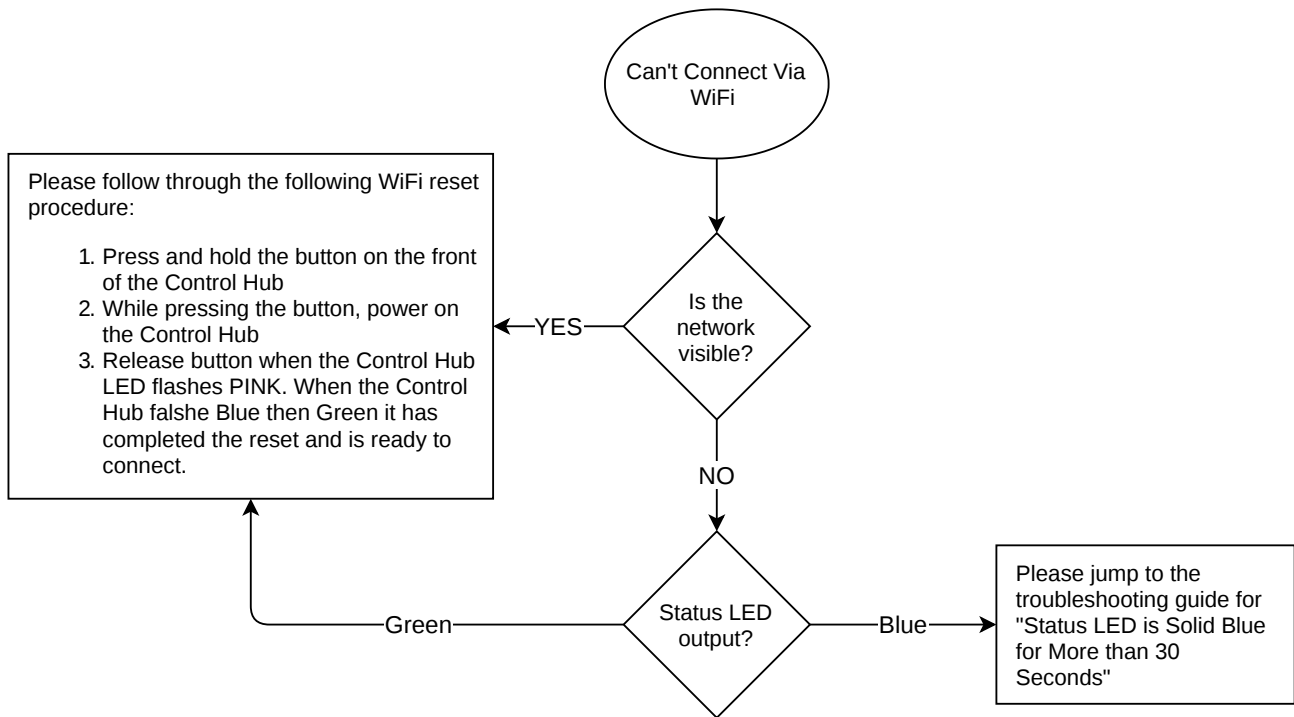 Can't Connect Via
WiFi
Please follow through the following WiFi reset
procedure:
1. Press and hold the button on the front
of the Control Hub
2. While pressing the button, power on
the Control Hub
3. Release button when the Control Hub
LED flashes PINK. When the Control
Hub falshe Blue then Green it has
completed the reset and is ready to
connect.
YES
Is the
network
visible?
NO
Green
Status LED
output?
Blue
Please jump to the
troubleshooting guide for
"Status LED is Solid Blue
for More than 30
Seconds"